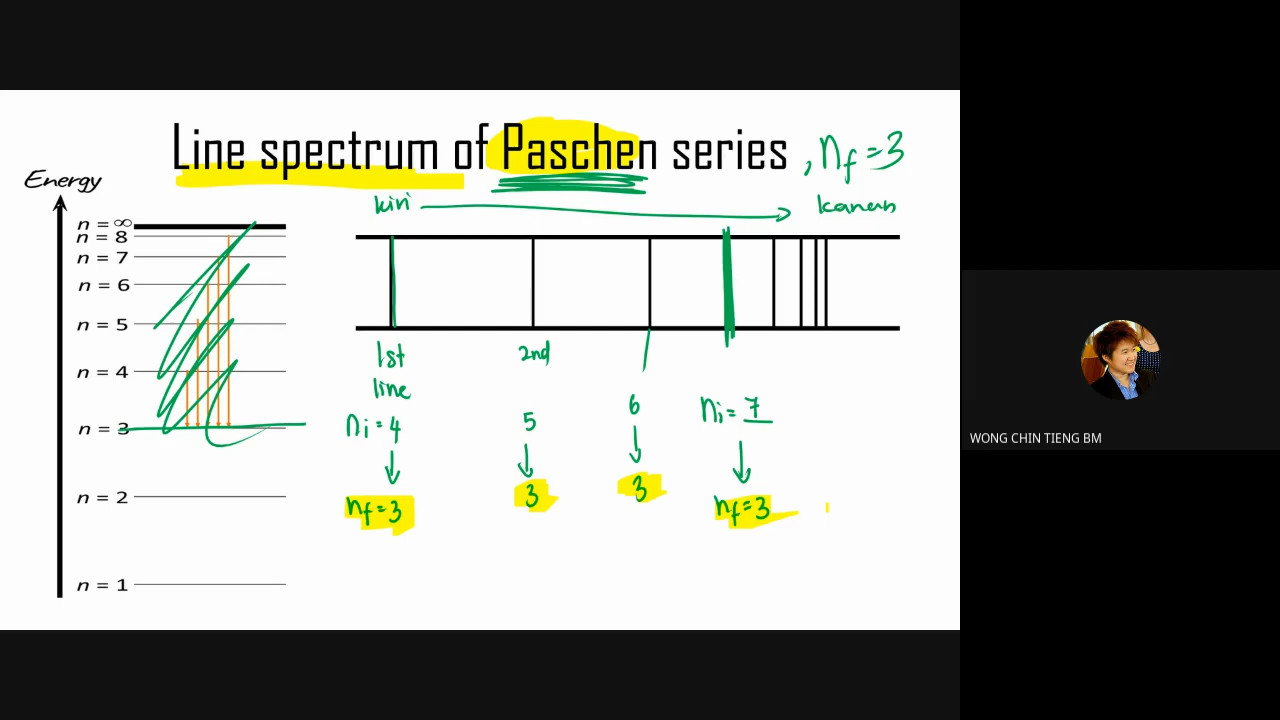 Line spectrum of Paschen series , nf = 3
Energy
kiri kanan
n = ∞
n = 8
n = 7
n = 6
n = 5
n = 4
n = 3
n = 2
n = 1
1st 2nd
line
ni = 4 5 6 ni = 7
nf = 3 3 3 nf = 3
WONG CHIN TIENG BM